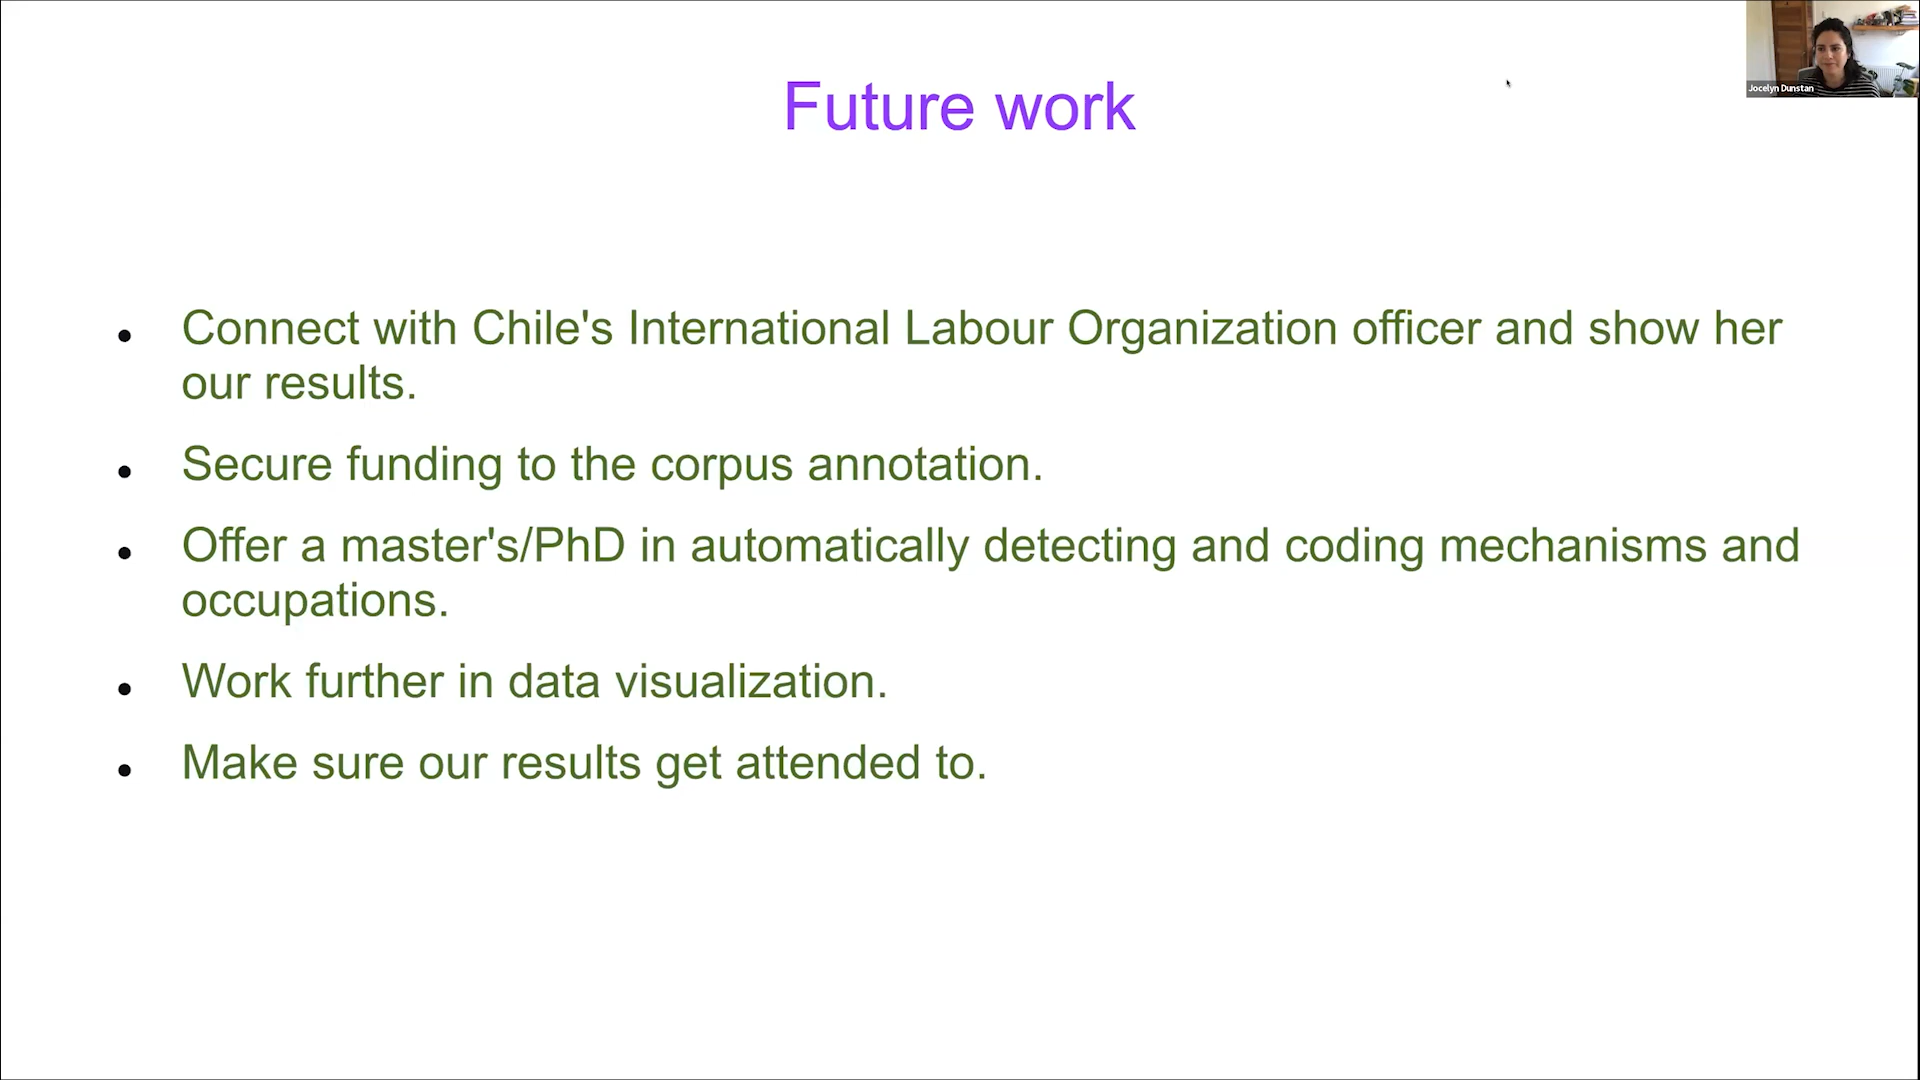 Jocelyn Dunstan
Future work
Connect with Chile's International Labour Organization officer and show her
our results.
Secure funding to the corpus annotation.
Offer a master's/PhD in automatically detecting and coding mechanisms and
occupations.
Work further in data visualization.
Make sure our results get attended to.